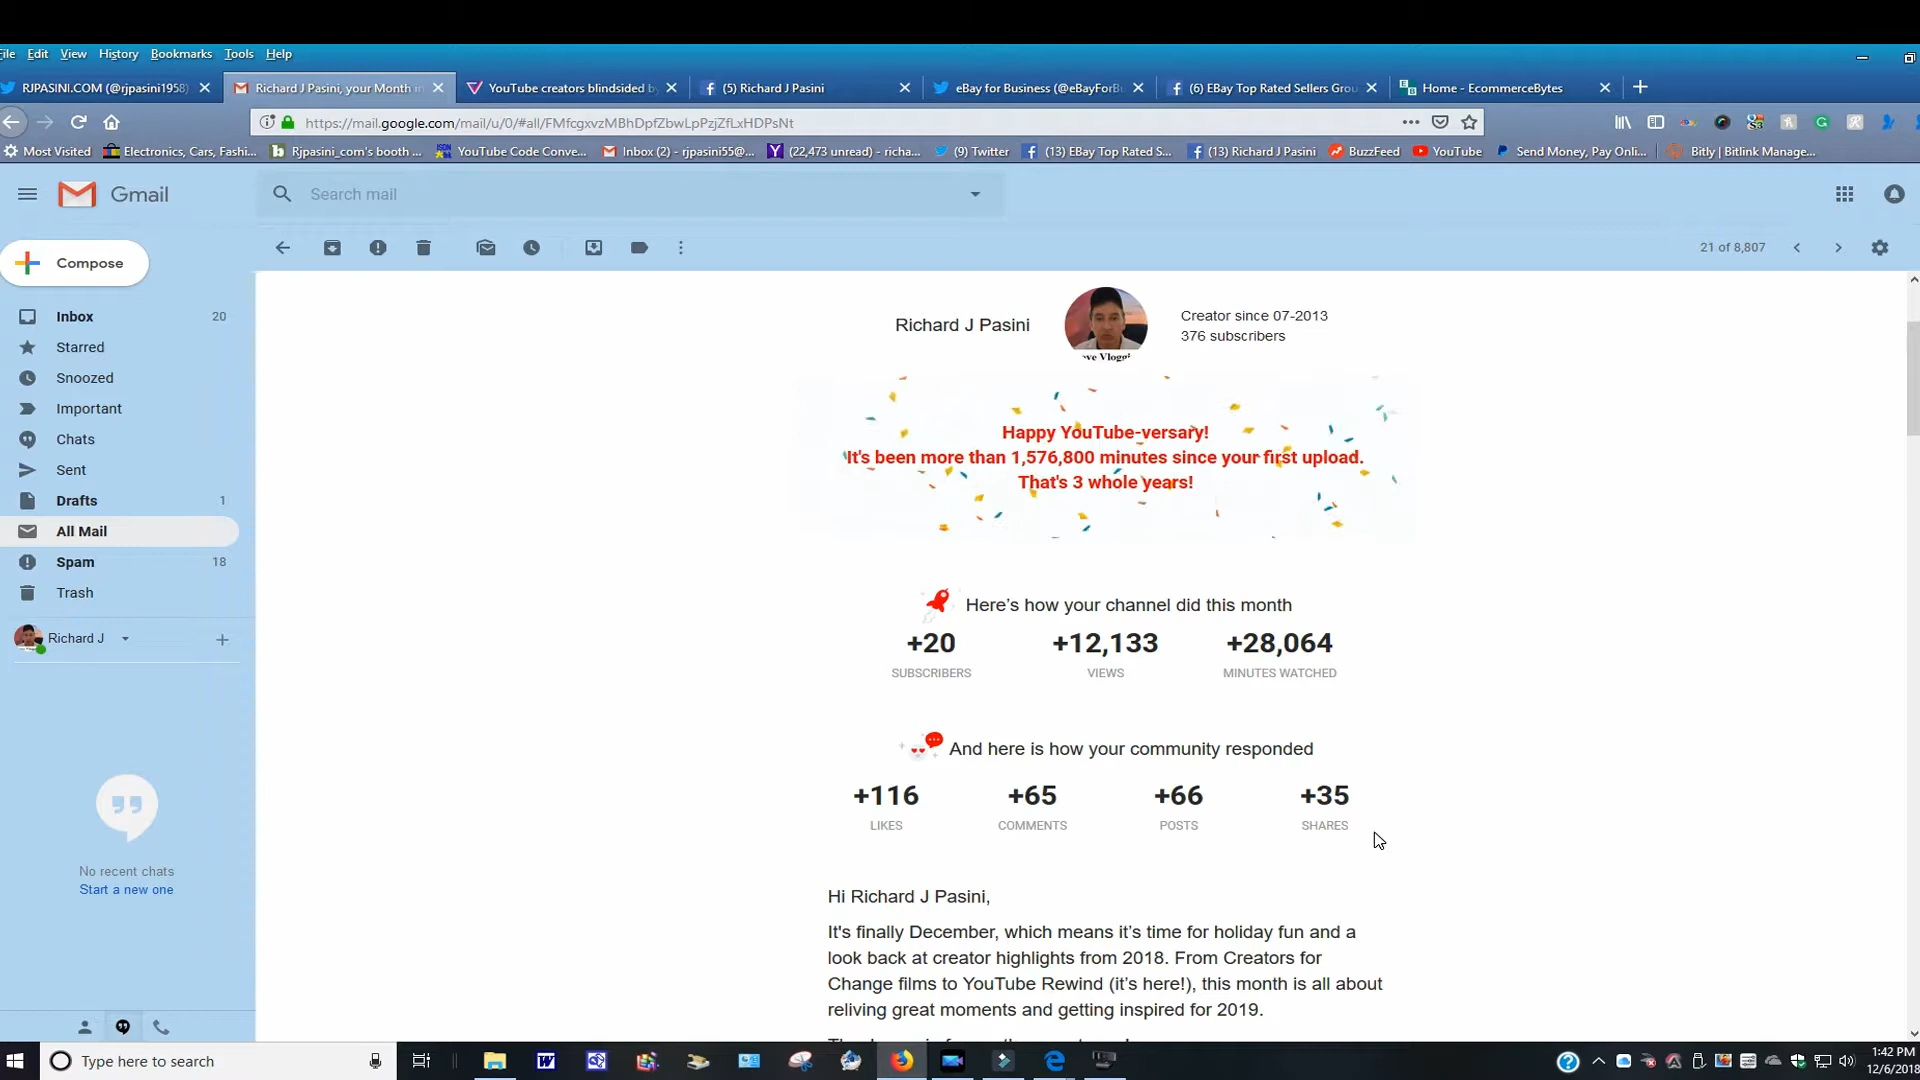 File Edit View History Bookmarks Tools Help
RJPASINI.COM (@rjpasini1958)
Richard J Pasini, your Month in
YouTube creators blindsided by
(5) Richard J Pasini
eBay for Business (@eBayForBu
(6) EBay Top Rated Sellers Grou
Home - EcommerceBytes
https://mail.google.com/mail/u/0/#all/FMfcgxvzMBhDpfZbwLpPzjZfLxHDPsNt
Most Visited
Electronics, Cars, Fashi...
Rjpasini_com's booth ...
YouTube Code Conve...
Inbox (2) - rjpasini55@...
(22,473 unread) - richa...
(9) Twitter
(13) EBay Top Rated S...
(13) Richard J Pasini
BuzzFeed
YouTube
Send Money, Pay Onli...
Bitly | Bitlink Manage...
Gmail
Search mail
Compose
21 of 8,807
Inbox 20
Starred
Snoozed
Important
Chats
Sent
Drafts 1
All Mail
Spam 18
Trash
Richard J
No recent chats
Start a new one
Richard J Pasini
Creator since 07-2013
376 subscribers
Happy YouTube-versary!
It's been more than 1,576,800 minutes since your first upload.
That's 3 whole years!
Here's how your channel did this month
+20 +12,133 +28,064
SUBSCRIBERS VIEWS MINUTES WATCHED
And here is how your community responded
+116 +65 +66 +35
LIKES COMMENTS POSTS SHARES
Hi Richard J Pasini,
It's finally December, which means it's time for holiday fun and a
look back at creator highlights from 2018. From Creators for
Change films to YouTube Rewind (it's here!), this month is all about
reliving great moments and getting inspired for 2019.
Type here to search
1:42 PM
12/6/2018